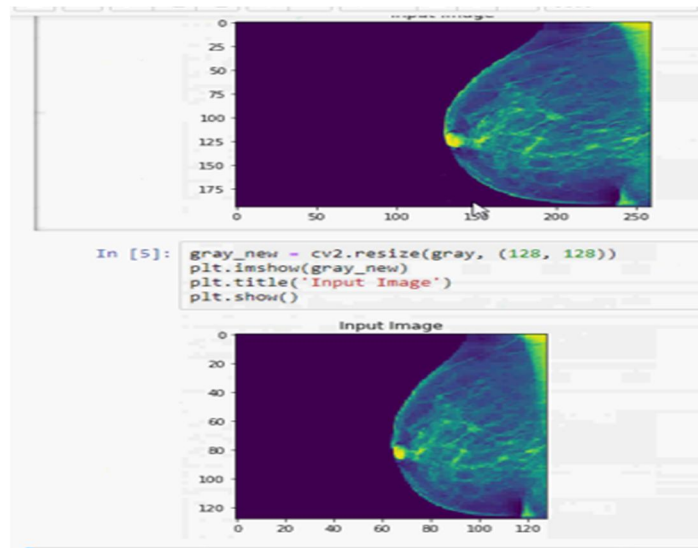 Input Image
0
25
50
75
100
125
150
175
0 50 100 150 200 250
In [5]: gray_new = cv2.resize(gray, (128, 128))
plt.imshow(gray_new)
plt.title('Input Image')
plt.show()
Input Image
0
20
40
60
80
100
120
0 20 40 60 80 100 120